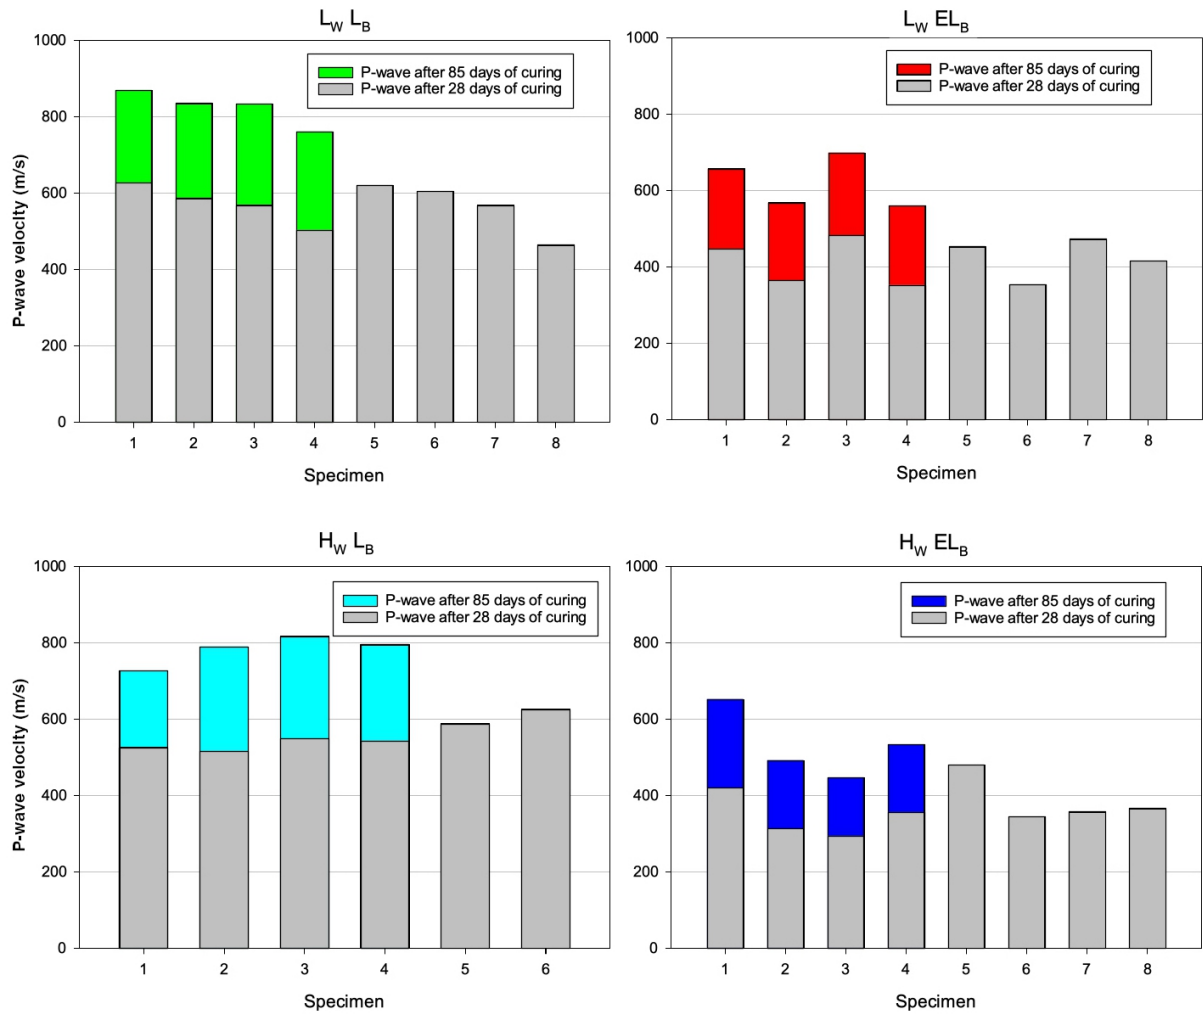 L_W L_B
1000
800
600
400
200
0
P-wave velocity (m/s)
P-wave after 85 days of curing
P-wave after 28 days of curing
1 2 3 4 5 6 7 8
Specimen
L_W EL_B
1000
800
600
400
200
0
P-wave after 85 days of curing
P-wave after 28 days of curing
1 2 3 4 5 6 7 8
Specimen
H_W L_B
1000
800
600
400
200
0
P-wave velocity (m/s)
P-wave after 85 days of curing
P-wave after 28 days of curing
1 2 3 4 5 6
Specimen
H_W EL_B
1000
800
600
400
200
0
P-wave after 85 days of curing
P-wave after 28 days of curing
1 2 3 4 5 6 7 8
Specimen